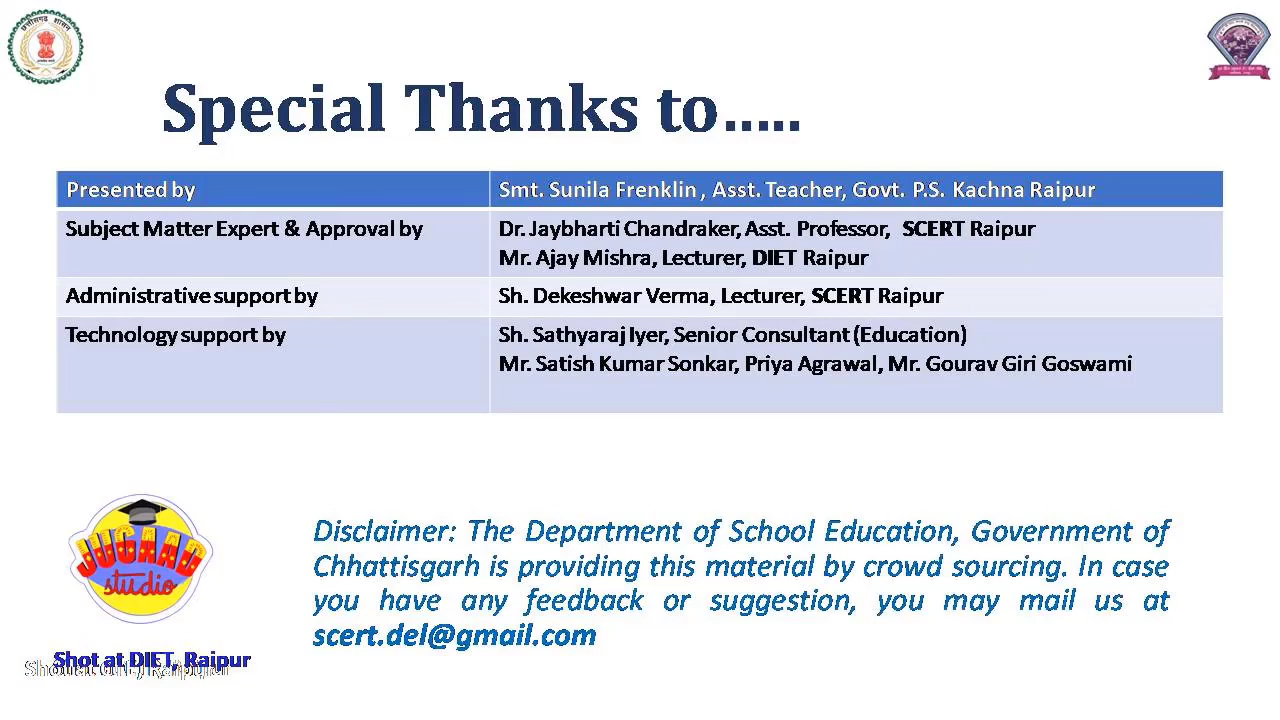 छत्तीसगढ़ शासन
Special Thanks to.....
Presented by
Smt. Sunila Frenklin , Asst. Teacher, Govt. P.S. Kachna Raipur
Subject Matter Expert & Approval by
Dr. Jaybharti Chandraker, Asst. Professor, SCERT Raipur
Mr. Ajay Mishra, Lecturer, DIET Raipur
Administrative support by
Sh. Dekeshwar Verma, Lecturer, SCERT Raipur
Technology support by
Sh. Sathyaraj Iyer, Senior Consultant (Education)
Mr. Satish Kumar Sonkar, Priya Agrawal, Mr. Gourav Giri Goswami
JUGAAD
studio
Disclaimer: The Department of School Education, Government of
Chhattisgarh is providing this material by crowd sourcing. In case
you have any feedback or suggestion, you may mail us at
scert.del@gmail.com
Shot at DIET, Raipur